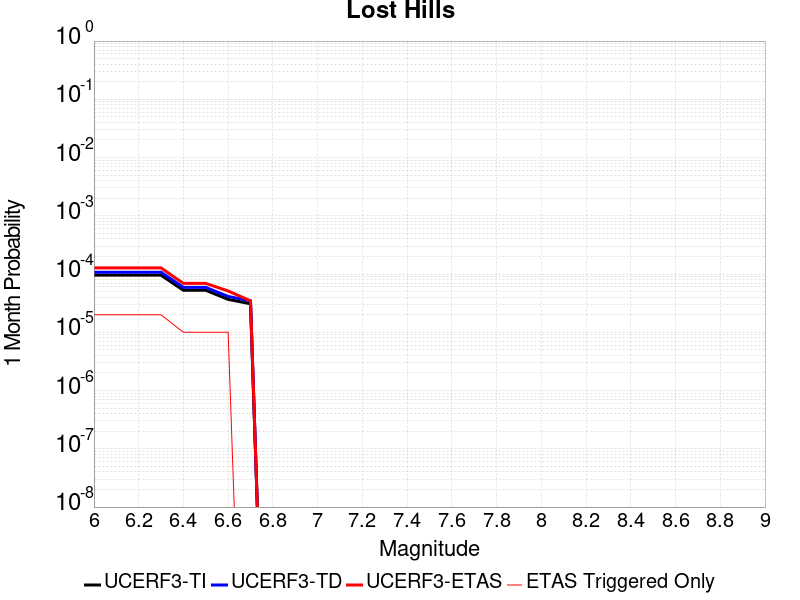 Lost Hills
10^0
10^-1
10^-2
10^-3
10^-4
10^-5
10^-6
10^-7
10^-8
1 Month Probability
6 6.2 6.4 6.6 6.8 7 7.2 7.4 7.6 7.8 8 8.2 8.4 8.6 8.8 9
Magnitude
UCERF3-TI UCERF3-TD UCERF3-ETAS ETAS Triggered Only